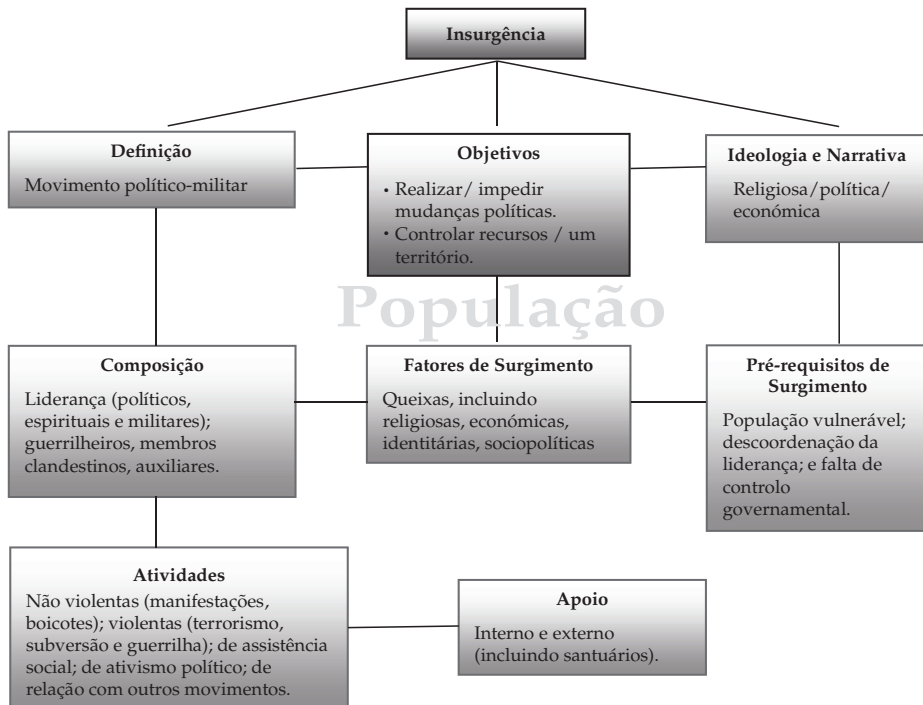 Insurgência
Definição
Movimento político-militar
Objetivos
• Realizar/ impedir
mudanças políticas.
• Controlar recursos / um
território.
Ideologia e Narrativa
Religiosa/política/
económica
População
Composição
Liderança (políticos,
espirituais e militares);
guerrilheiros, membros
clandestinos, auxiliares.
Fatores de Surgimento
Queixas, incluindo
religiosas, económicas,
identitárias, sociopolíticas
Pré-requisitos de
Surgimento
População vulnerável;
descoordenação da
liderança; e falta de
controlo
governamental.
Atividades
Não violentas (manifestações,
boicotes); violentas (terrorismo,
subversão e guerrilha); de assistência
social; de ativismo político; de
relação com outros movimentos.
Apoio
Interno e externo
(incluindo santuários).